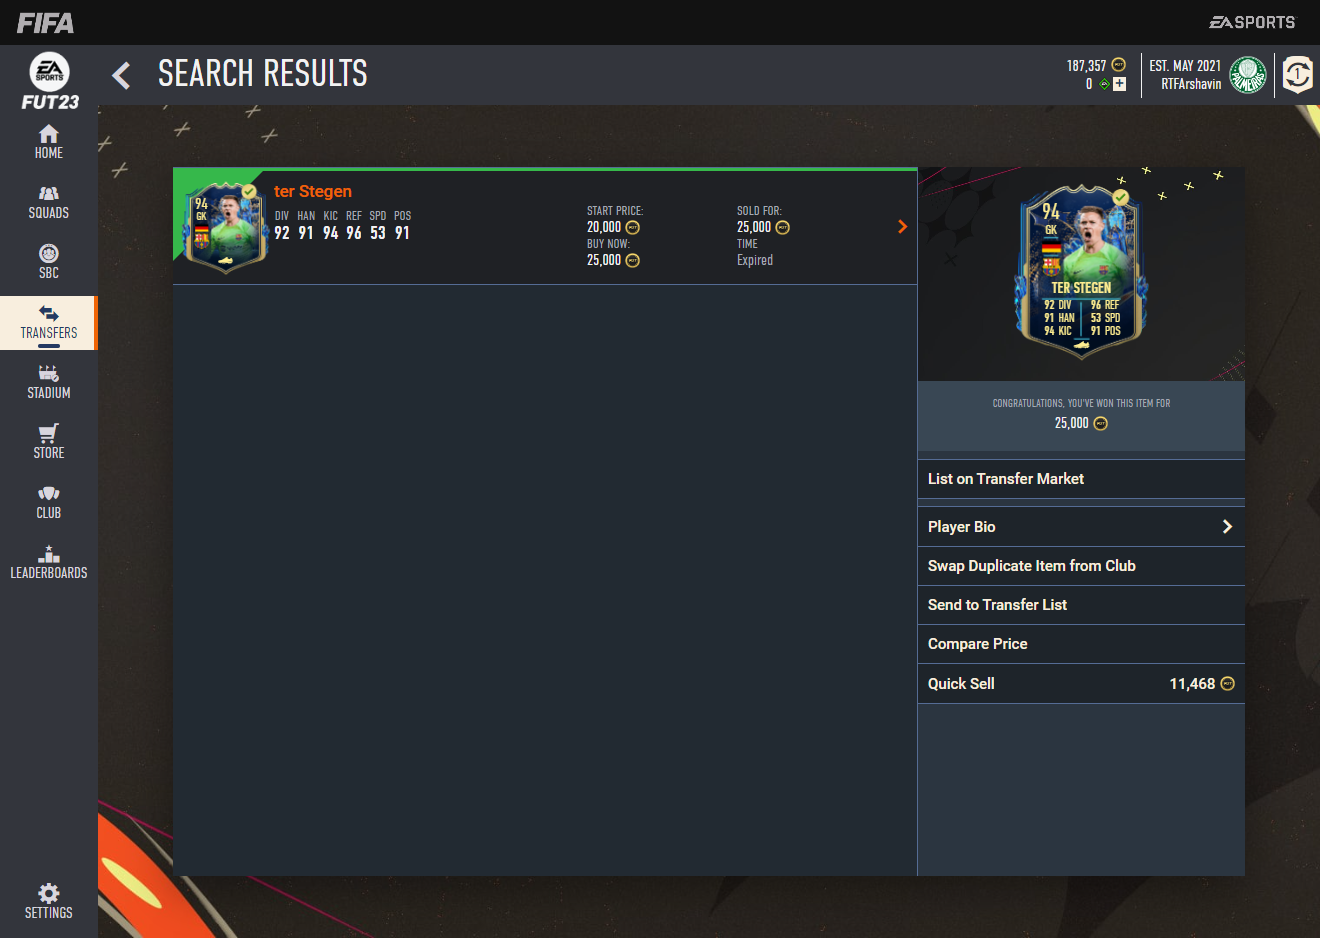 FIFA
EA SPORTS
EA SPORTS
FUT23
SEARCH RESULTS
187,357
0
EST. MAY 2021
RTFArshavin
PALMEIRAS
1
HOME
SQUADS
SBC
TRANSFERS
STADIUM
STORE
CLUB
LEADERBOARDS
SETTINGS
94
GK
ter Stegen
DIV HAN KIC REF SPD POS
92 91 94 96 53 91
START PRICE:
20,000
BUY NOW:
25,000
SOLD FOR:
25,000
TIME
Expired
94
GK
TER STEGEN
92 DIV 96 REF
91 HAN 53 SPD
94 KIC 91 POS
CONGRATULATIONS, YOU'VE WON THIS ITEM FOR
25,000
List on Transfer Market
Player Bio
Swap Duplicate Item from Club
Send to Transfer List
Compare Price
Quick Sell 11,468